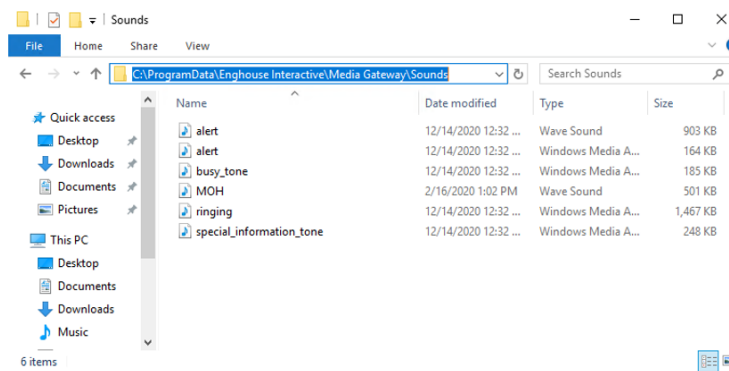 Sounds
File Home Share View
C:\ProgramData\Enghouse Interactive\Media Gateway\Sounds Search Sounds
Name Date modified Type Size
Quick access
Desktop
Downloads
Documents
Pictures
This PC
Desktop
Documents
Downloads
Music
alert 12/14/2020 12:32 ... Wave Sound 903 KB
alert 12/14/2020 12:32 ... Windows Media A... 164 KB
busy_tone 12/14/2020 12:32 ... Windows Media A... 185 KB
MOH 2/16/2020 1:02 PM Wave Sound 501 KB
ringing 12/14/2020 12:32 ... Windows Media A... 1,467 KB
special_information_tone 12/14/2020 12:32 ... Windows Media A... 248 KB
6 items